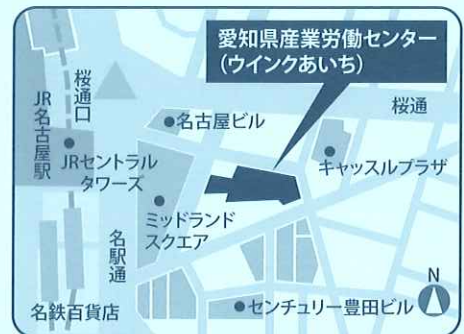 愛知県産業労働センター
(ウインクあいち)
桜通口
桜通
JR名古屋駅
名古屋ビル
JRセントラル
タワーズ
キャッスルプラザ
ミッドランド
スクエア
名駅通
名鉄百貨店
センチュリー豊田ビル
N